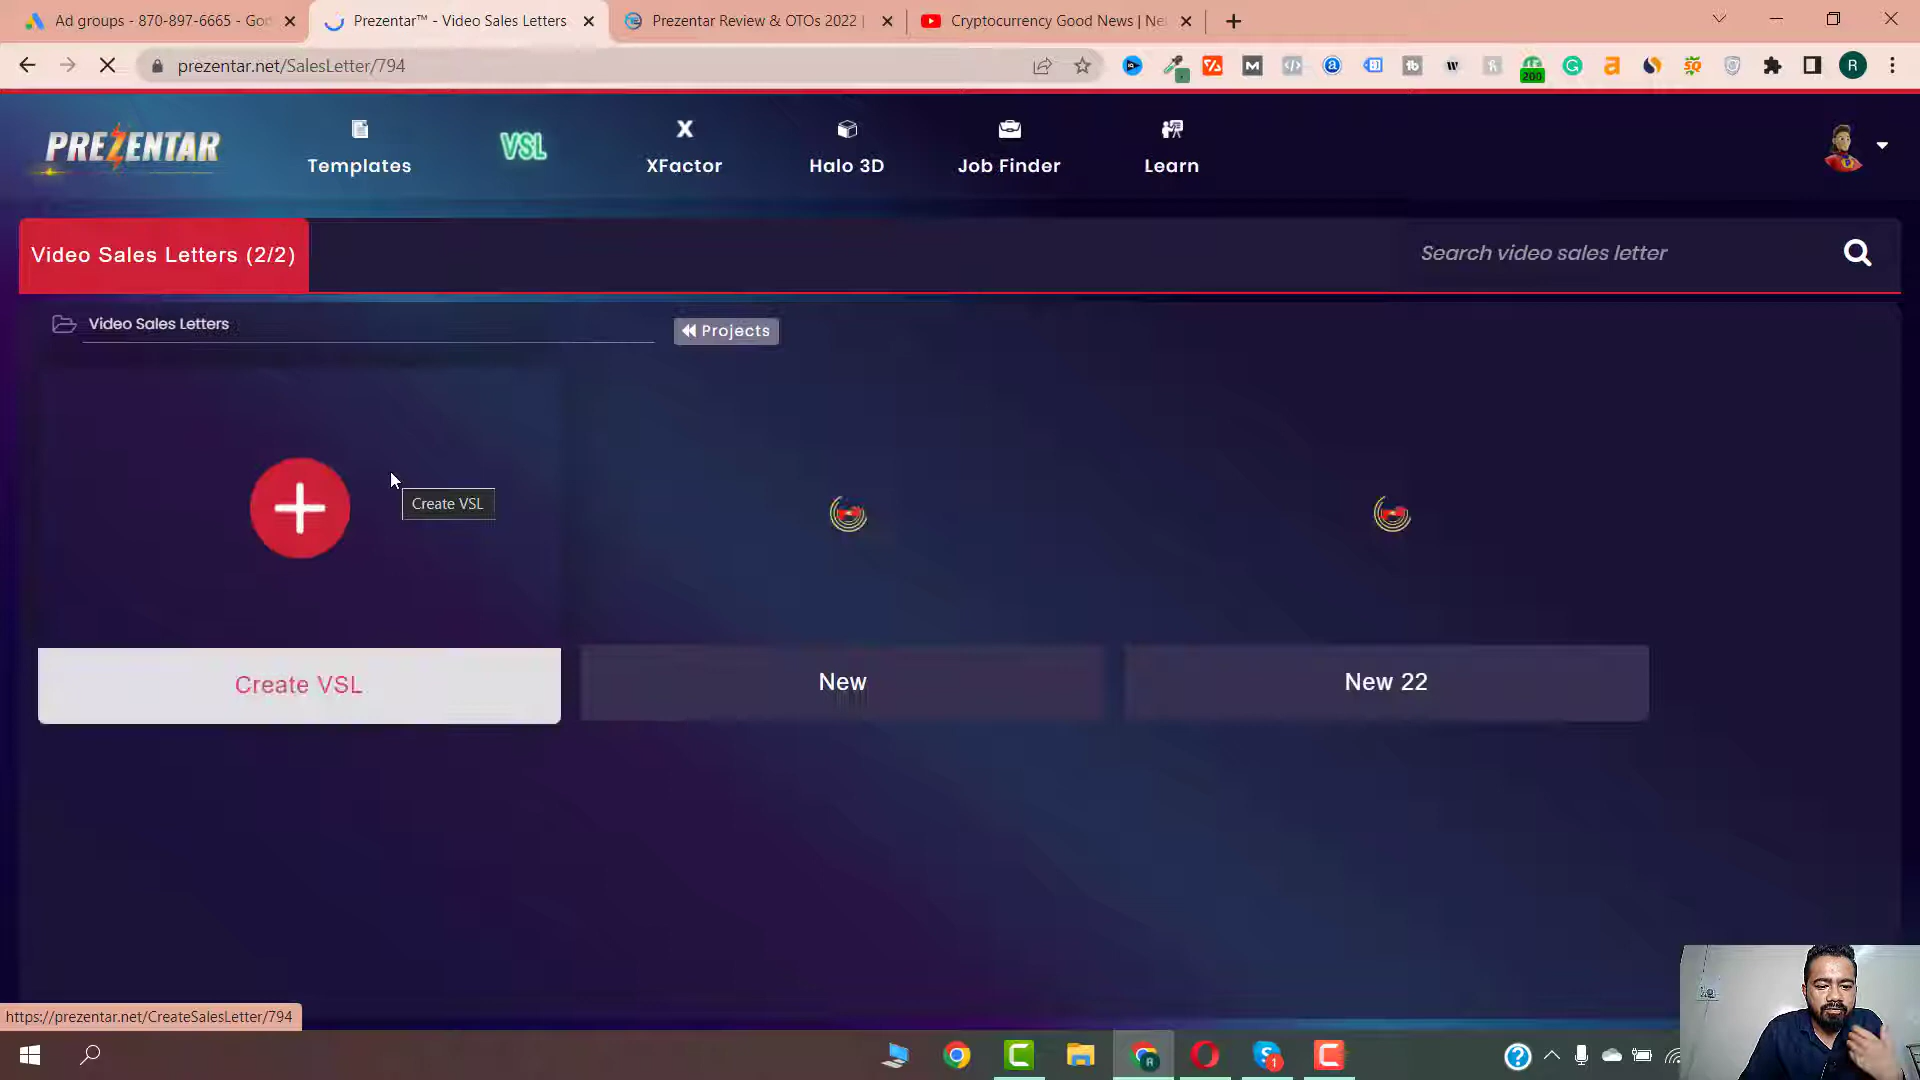 Ad groups - 870-897-6665 - Goo
Prezentar™ - Video Sales Letters
Prezentar Review & OTOs 2022 |
Cryptocurrency Good News | Ne
prezentar.net/SalesLetter/794
200
R
PREZENTAR
Templates
VSL
XFactor
Halo 3D
Job Finder
Learn
Video Sales Letters (2/2)
Search video sales letter
Video Sales Letters
Projects
Create VSL
Create VSL
New
New 22
https://prezentar.net/CreateSalesLetter/794